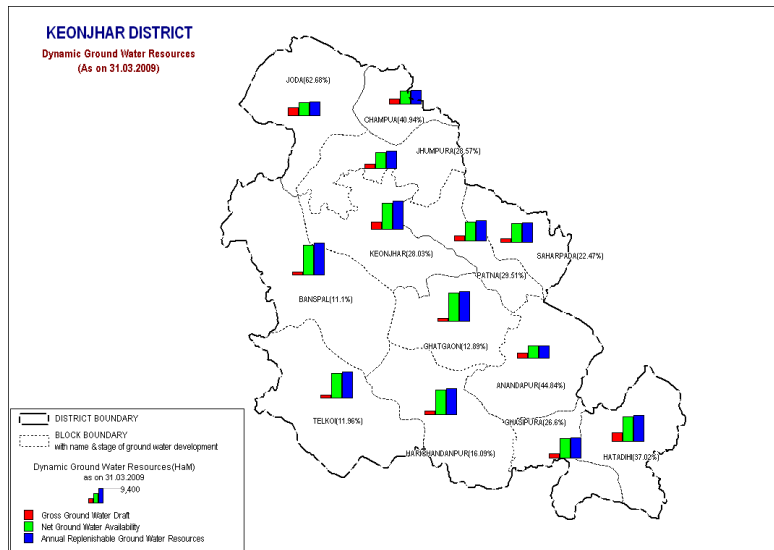 KEONJHAR DISTRICT
Dynamic Ground Water Resources
(As on 31.03.2009)
JODA(62.68%)
CHAMPUA(40.94%)
JHUMPURA(28.57%)
KEONJHAR(28.03%)
SAHARPADA(22.47%)
PATNA(29.51%)
BANSPAL(11.1%)
GHATGAON(12.89%)
ANANDAPUR(44.84%)
TELKOI(11.96%)
GHASIPURA(26.6%)
HARICHANDANPUR(16.09%)
HATADIHI(37.02%)
DISTRICT BOUNDARY
BLOCK BOUNDARY
with name & stage of ground water development
Dynamic Ground Water Resources(HaM)
as on 31.03.2009
9,400
Gross Ground Water Draft
Net Ground Water Availability
Annual Replenishable Ground Water Resources